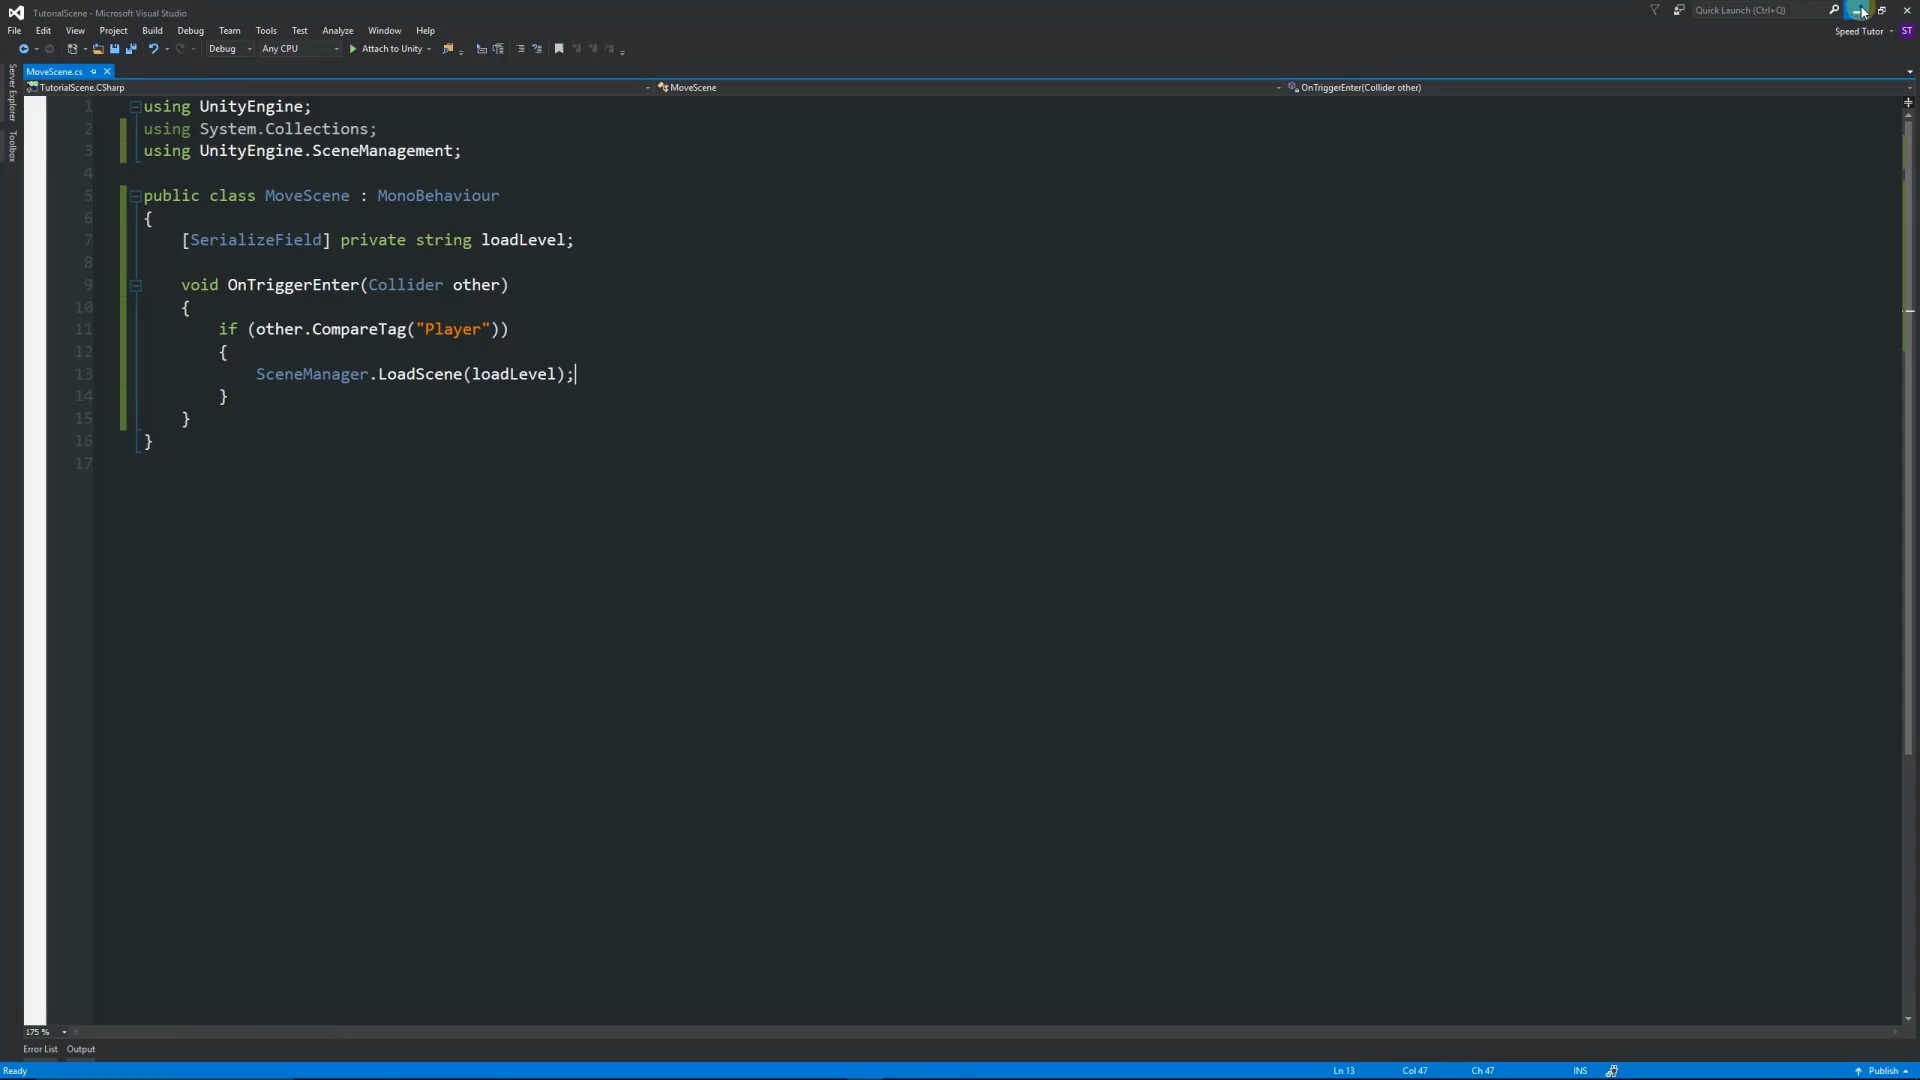 TutorialScene - Microsoft Visual Studio
Quick Launch (Ctrl+Q)
File Edit View Project Build Debug Team Tools Test Analyze Window Help
Speed Tutor ST
Debug Any CPU Attach to Unity
MoveScene.cs
TutorialScene.CSharp MoveScene OnTriggerEnter(Collider other)
Server Explorer
Toolbox
1 using UnityEngine;
2 using System.Collections;
3 using UnityEngine.SceneManagement;
4
5 public class MoveScene : MonoBehaviour
6 {
7 [SerializeField] private string loadLevel;
8
9 void OnTriggerEnter(Collider other)
10 {
11 if (other.CompareTag("Player"))
12 {
13 SceneManager.LoadScene(loadLevel);
14 }
15 }
16 }
17
175 %
Error List Output
Ready Ln 13 Col 47 Ch 47 INS Publish